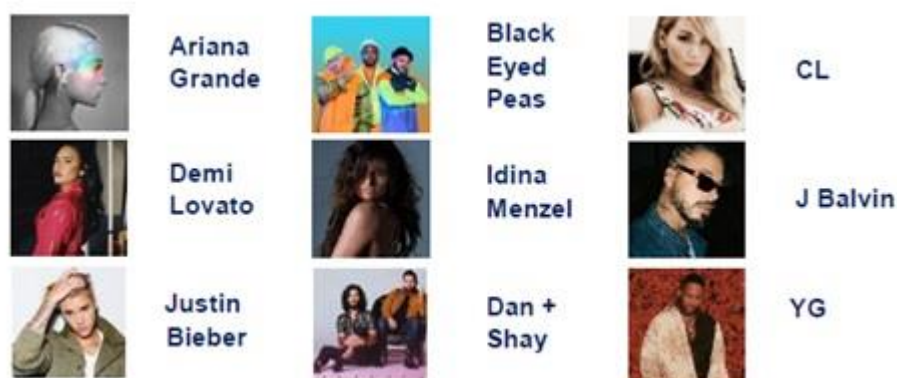 Ariana
Grande
Black
Eyed
Peas
CL
Demi
Lovato
Idina
Menzel
J Balvin
Justin
Bieber
Dan +
Shay
YG